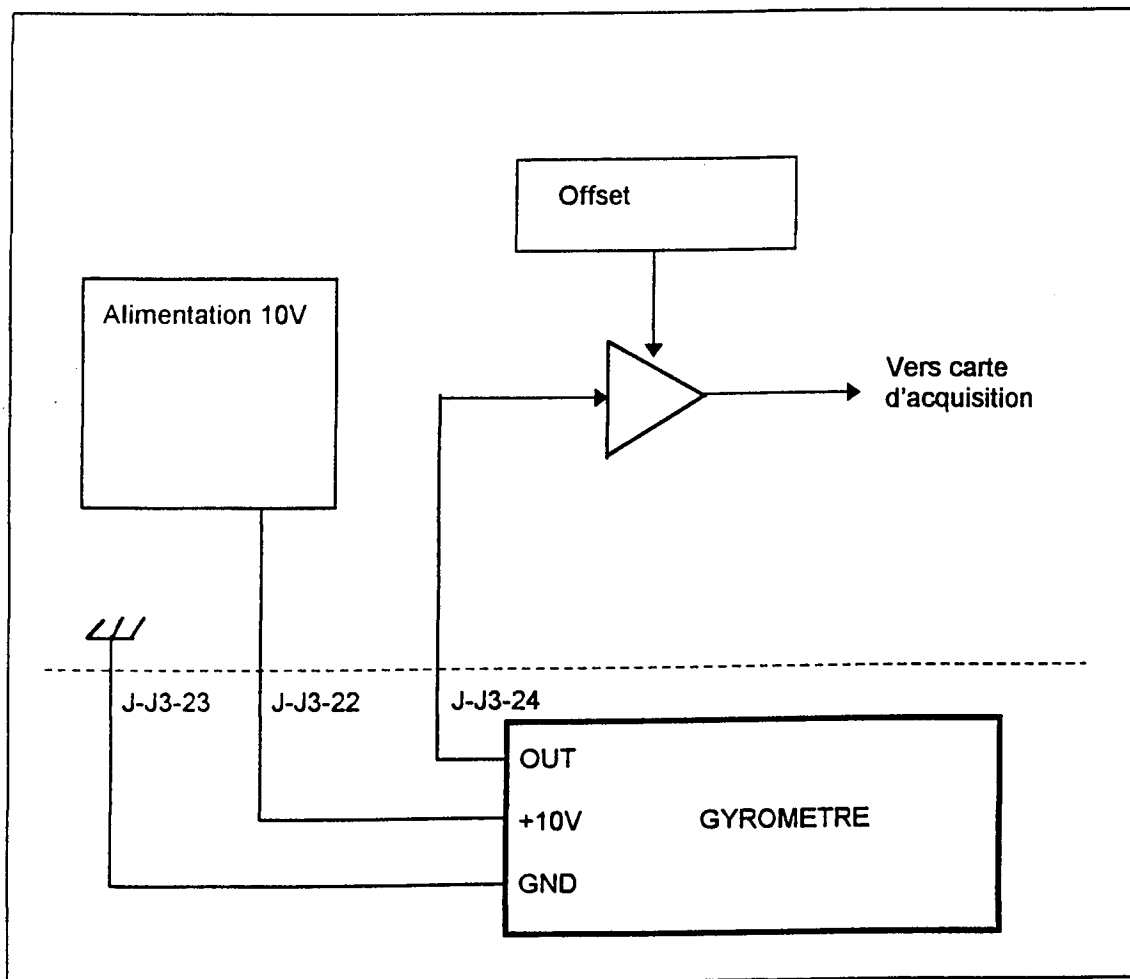 Offset
Alimentation 10V
Vers carte
d'acquisition
J-J3-23
J-J3-22
J-J3-24
OUT
+10V
GYROMETRE
GND